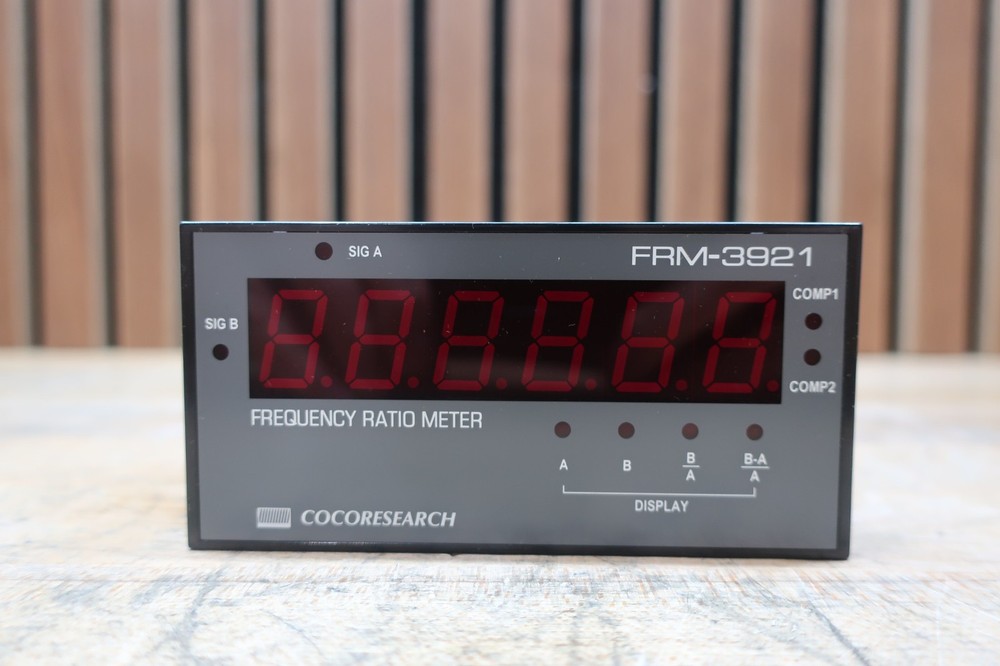 SIG A
FRM-3921
COMP1
SIG B
COMP2
FREQUENCY RATIO METER
A
B
B
A
B-A
A
DISPLAY
COCORESEARCH